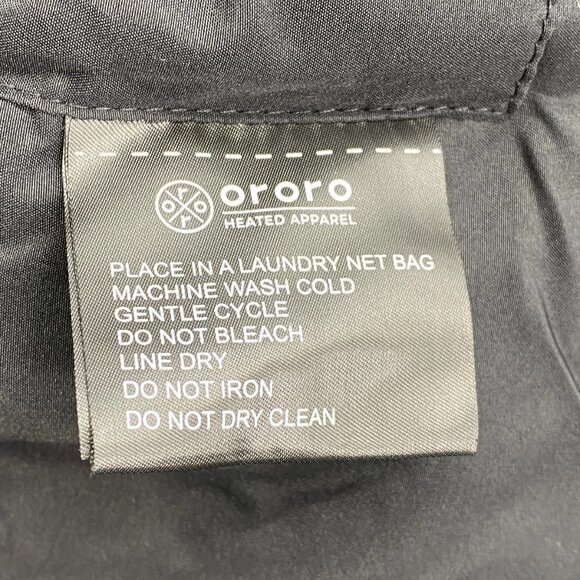 ororo
HEATED APPAREL
PLACE IN A LAUNDRY NET BAG
MACHINE WASH COLD
GENTLE CYCLE
DO NOT BLEACH
LINE DRY
DO NOT IRON
DO NOT DRY CLEAN